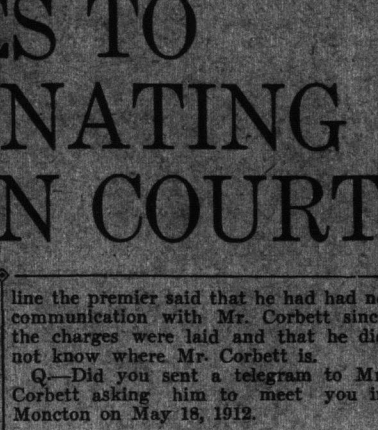 ES TO
NATING
N COURT
line the premier said that he had had n
communication with Mr. Corbett sinc
the charges were laid and that he di
not know where Mr. Corbett is.
Q.—Did you sent a telegram to Mr
Corbett asking him to meet you i
Moncton on May 18, 1912.